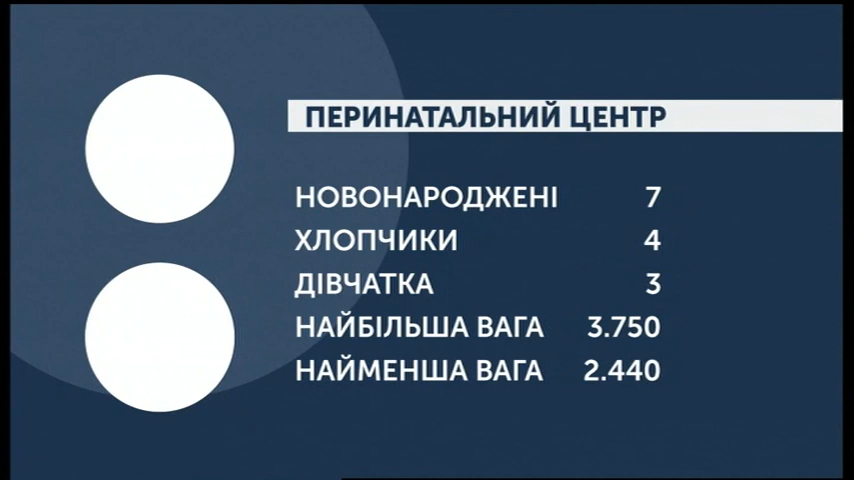 ПЕРИНАТАЛЬНИЙ ЦЕНТР
НОВОНАРОДЖЕНІ 7
ХЛОПЧИКИ 4
ДІВЧАТКА 3
НАЙБІЛЬША ВАГА 3.750
НАЙМЕНША ВАГА 2.440